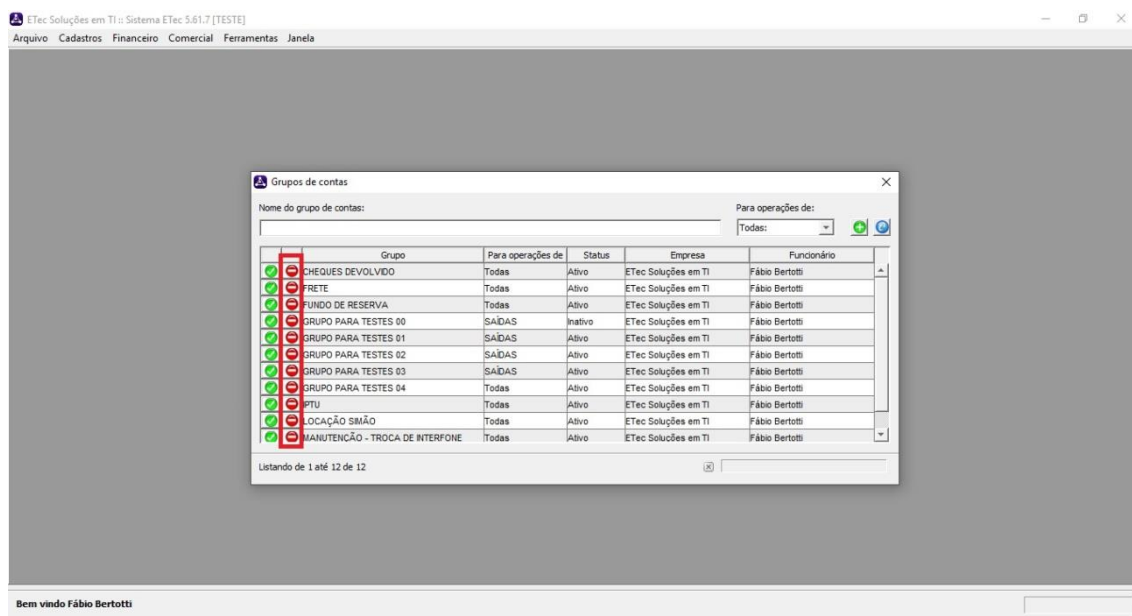 ETec Soluções em TI :: Sistema ETec 5.61.7 [TESTE]
Arquivo Cadastros Financeiro Comercial Ferramentas Janela
Grupos de contas
Nome do grupo de contas: Para operações de:
Todas:
Grupo Para operações de Status Empresa Funcionário
CHEQUES DEVOLVIDO Todas Ativo ETec Soluções em TI Fábio Bertotti
FRETE Todas Ativo ETec Soluções em TI Fábio Bertotti
FUNDO DE RESERVA Todas Ativo ETec Soluções em TI Fábio Bertotti
GRUPO PARA TESTES 00 SAÍDAS Inativo ETec Soluções em TI Fábio Bertotti
GRUPO PARA TESTES 01 SAÍDAS Ativo ETec Soluções em TI Fábio Bertotti
GRUPO PARA TESTES 02 SAÍDAS Ativo ETec Soluções em TI Fábio Bertotti
GRUPO PARA TESTES 03 SAÍDAS Ativo ETec Soluções em TI Fábio Bertotti
GRUPO PARA TESTES 04 Todas Ativo ETec Soluções em TI Fábio Bertotti
IPTU Todas Ativo ETec Soluções em TI Fábio Bertotti
LOCAÇÃO SIMÃO Todas Ativo ETec Soluções em TI Fábio Bertotti
MANUTENÇÃO - TROCA DE INTERFONE Todas Ativo ETec Soluções em TI Fábio Bertotti
Listando de 1 até 12 de 12
Bem vindo Fábio Bertotti